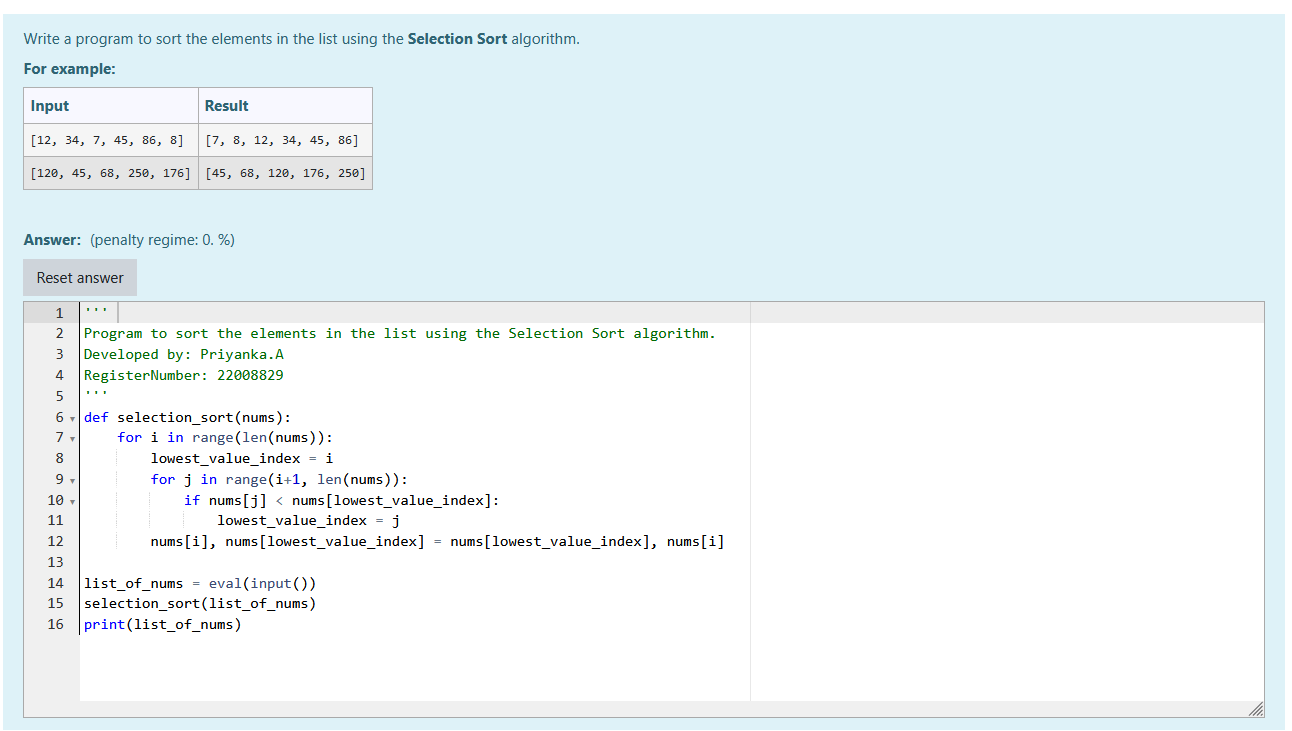 Write a program to sort the elements in the list using the Selection Sort algorithm.
For example:
Input Result
[12, 34, 7, 45, 86, 8] [7, 8, 12, 34, 45, 86]
[120, 45, 68, 250, 176] [45, 68, 120, 176, 250]
Answer: (penalty regime: 0. %)
Reset answer
1 '''
2 Program to sort the elements in the list using the Selection Sort algorithm.
3 Developed by: Priyanka.A
4 RegisterNumber: 22008829
5 '''
6 def selection_sort(nums):
7     for i in range(len(nums)):
8         lowest_value_index = i
9         for j in range(i+1, len(nums)):
10             if nums[j] < nums[lowest_value_index]:
11                 lowest_value_index = j
12         nums[i], nums[lowest_value_index] = nums[lowest_value_index], nums[i]
13
14 list_of_nums = eval(input())
15 selection_sort(list_of_nums)
16 print(list_of_nums)